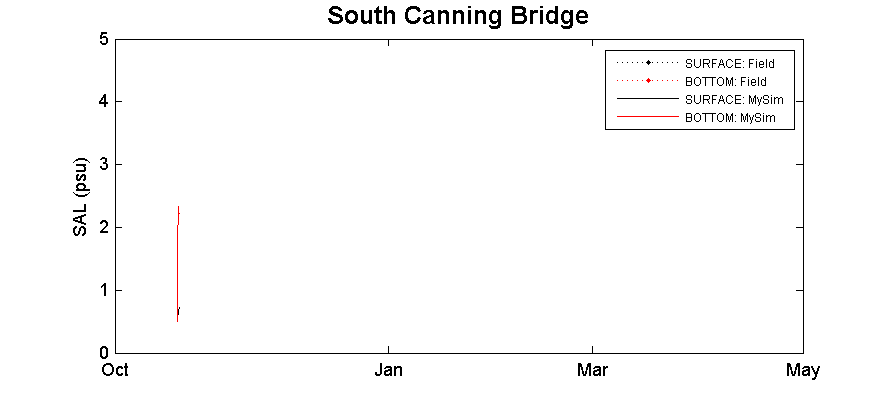 South Canning Bridge
5
4
3
2
1
0
SAL (psu)
SURFACE: Field
BOTTOM: Field
SURFACE: MySim
BOTTOM: MySim
Oct Jan Mar May